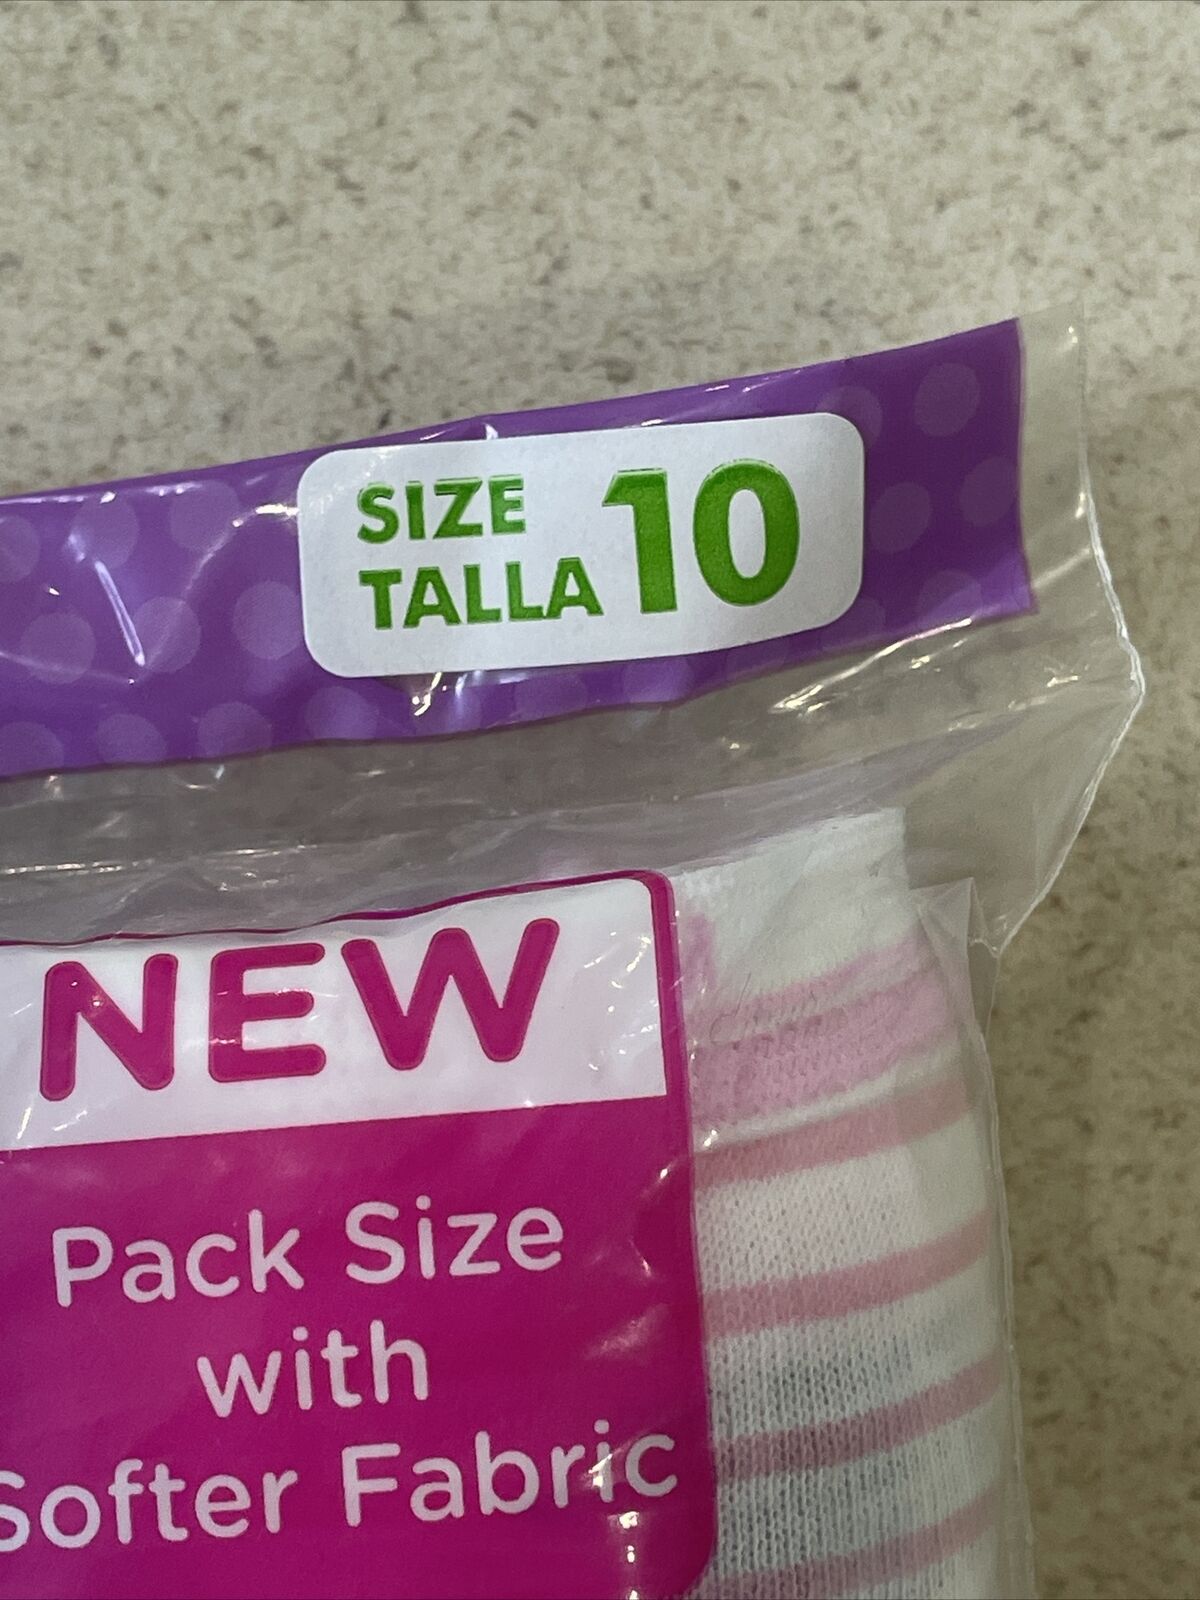 SIZE
TALLA 10
NEW
Pack Size
with
Softer Fabric